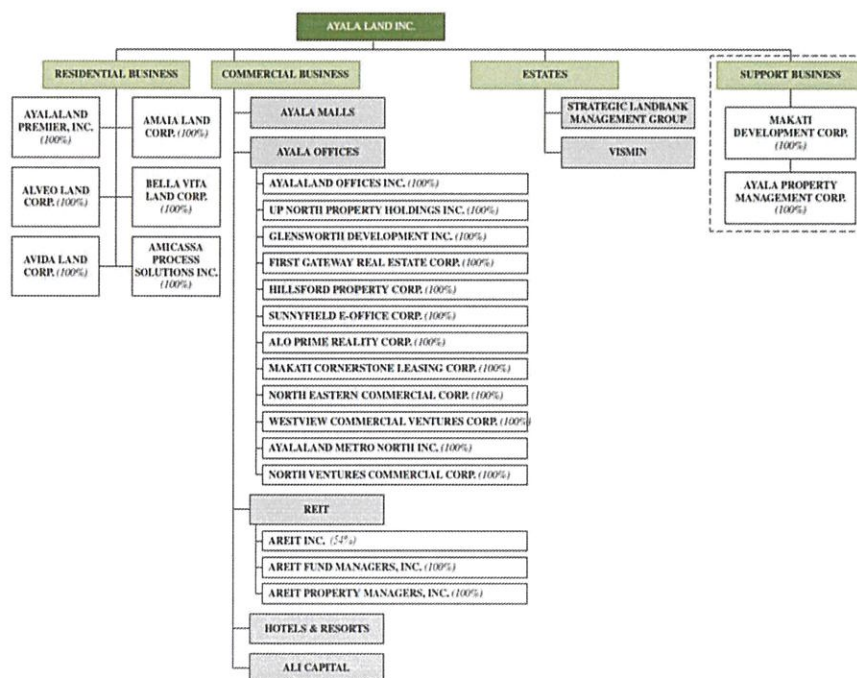 AYALA LAND INC.
RESIDENTIAL BUSINESS
COMMERCIAL BUSINESS
ESTATES
SUPPORT BUSINESS
AYALALAND
PREMIER, INC.
(100%)
AMAIA LAND
CORP. (100%)
ALVEO LAND
CORP. (100%)
BELLA VITA
LAND CORP.
(100%)
AVIDA LAND
CORP. (100%)
AMICASSA
PROCESS
SOLUTIONS INC.
(100%)
AYALA MALLS
AYALA OFFICES
AYALALAND OFFICES INC. (100%)
UP NORTH PROPERTY HOLDINGS INC. (100%)
GLENSWORTH DEVELOPMENT INC. (100%)
FIRST GATEWAY REAL ESTATE CORP. (100%)
HILLSFORD PROPERTY CORP. (100%)
SUNNYFIELD E-OFFICE CORP. (100%)
ALO PRIME REALITY CORP. (100%)
MAKATI CORNERSTONE LEASING CORP. (100%)
NORTH EASTERN COMMERCIAL CORP. (100%)
WESTVIEW COMMERCIAL VENTURES CORP. (100%)
AYALALAND METRO NORTH INC. (100%)
NORTH VENTURES COMMERCIAL CORP. (100%)
REIT
AREIT INC. (54%)
AREIT FUND MANAGERS, INC. (100%)
AREIT PROPERTY MANAGERS, INC. (100%)
HOTELS & RESORTS
ALI CAPITAL
STRATEGIC LANDBANK
MANAGEMENT GROUP
VISMIN
MAKATI
DEVELOPMENT CORP.
(100%)
AYALA PROPERTY
MANAGEMENT CORP.
(100%)